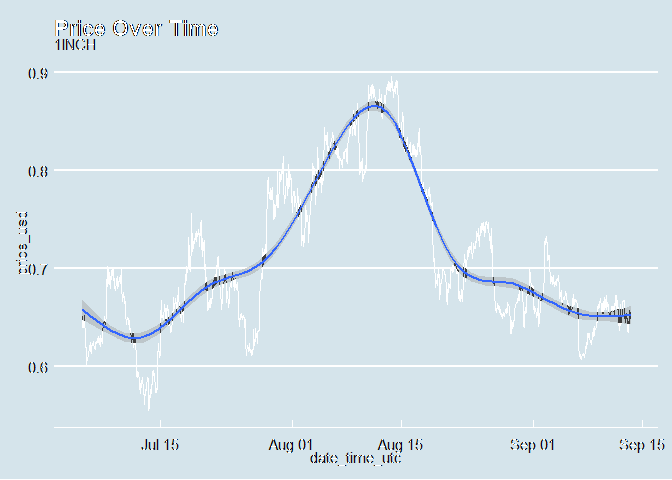 Price Over Time
1INCH
0.9
0.8
price_usd
0.7
0.6
Jul 15
Aug 01
Aug 15
Sep 01
Sep 15
date_time_utc